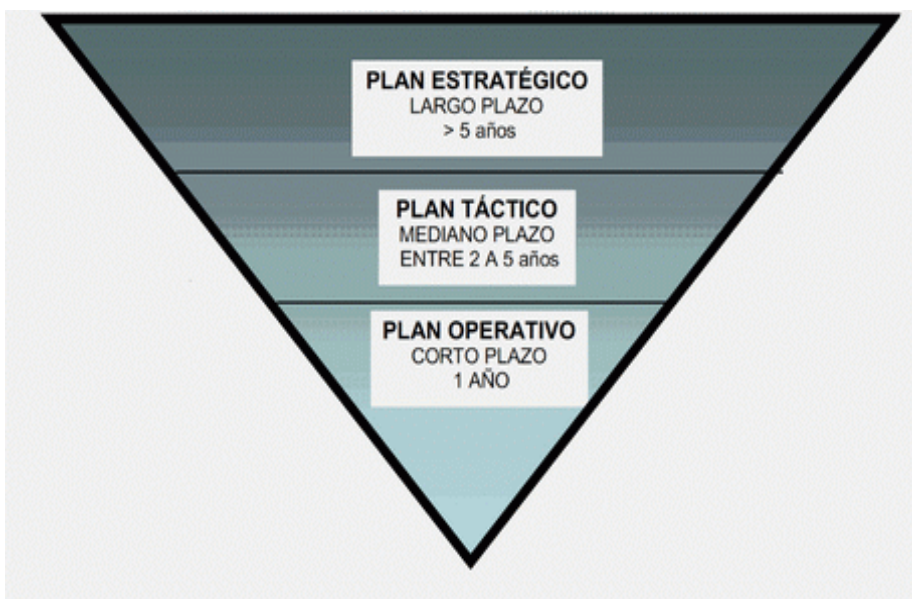 PLAN ESTRATÉGICO
LARGO PLAZO
> 5 años
PLAN TÁCTICO
MEDIANO PLAZO
ENTRE 2 A 5 años
PLAN OPERATIVO
CORTO PLAZO
1 AÑO